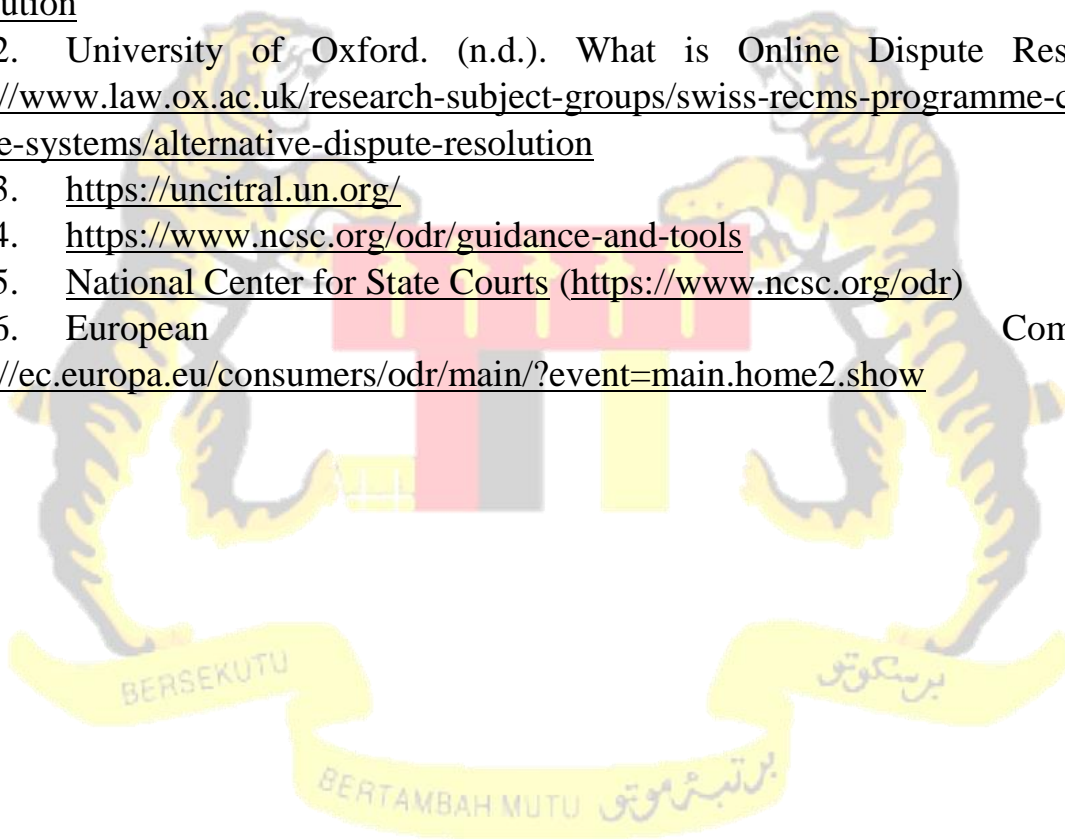 ution
2. University of Oxford. (n.d.). What is Online Dispute Res
//www.law.ox.ac.uk/research-subject-groups/swiss-recms-programme-c
e-systems/alternative-dispute-resolution
3. https://uncitral.un.org/
4. https://www.ncsc.org/odr/guidance-and-tools
5. National Center for State Courts (https://www.ncsc.org/odr)
6. European Com
//ec.europa.eu/consumers/odr/main/?event=main.home2.show
BERSEKUTU برسكوتو
BERTAMBAH MUTU برتمبه موتو